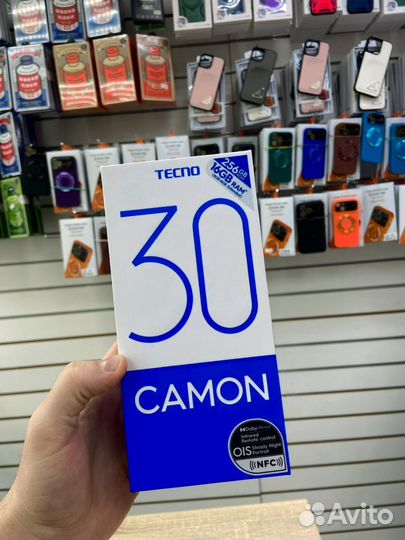 TECNO
256GB
16GB RAM*
30
CAMON
Dolby Atmos
Infrared
Remote control
OIS Steady Night
Portrait
NFC
Avito